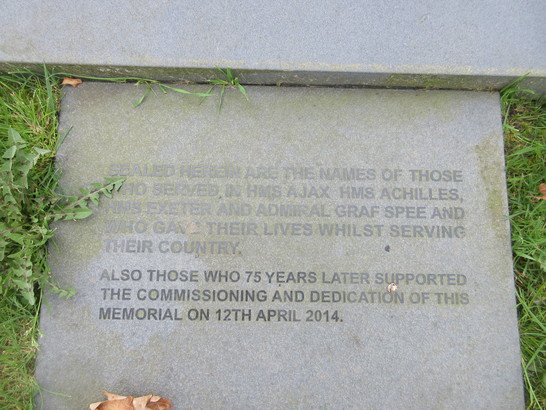 SEALED HEREIN ARE THE NAMES OF THOSE
WHO SERVED IN HMS AJAX HMS ACHILLES,
HMS EXETER AND ADMIRAL GRAF SPEE AND
WHO GAVE THEIR LIVES WHILST SERVING
THEIR COUNTRY.
ALSO THOSE WHO 75 YEARS LATER SUPPORTED
THE COMMISSIONING AND DEDICATION OF THIS
MEMORIAL ON 12TH APRIL 2014.